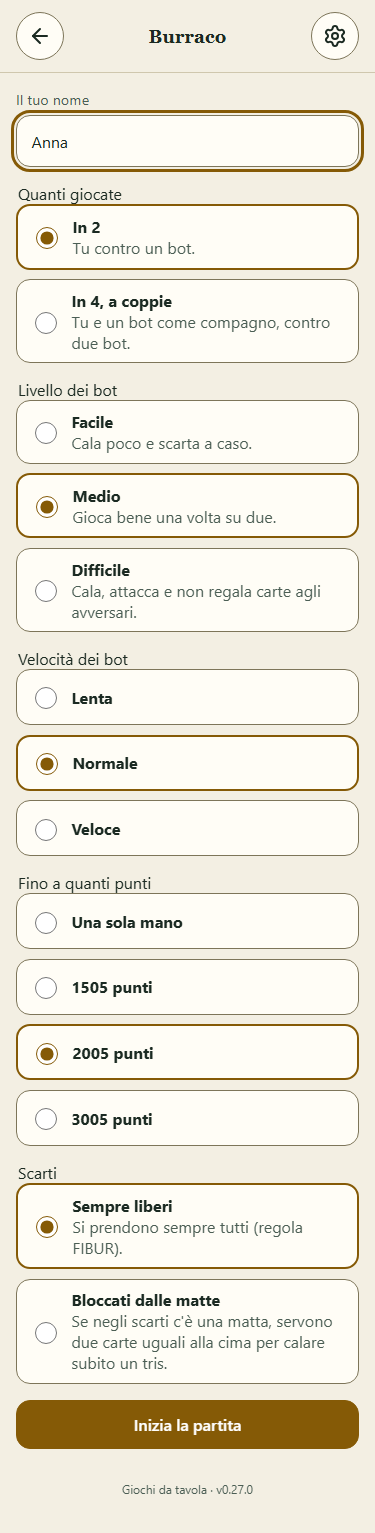 Burraco
Il tuo nome
Anna
Quanti giocate
In 2
Tu contro un bot.
In 4, a coppie
Tu e un bot come compagno, contro
due bot.
Livello dei bot
Facile
Cala poco e scarta a caso.
Medio
Gioca bene una volta su due.
Difficile
Cala, attacca e non regala carte agli
avversari.
Velocità dei bot
Lenta
Normale
Veloce
Fino a quanti punti
Una sola mano
1505 punti
2005 punti
3005 punti
Scarti
Sempre liberi
Si prendono sempre tutti (regola
FIBUR).
Bloccati dalle matte
Se negli scarti c'è una matta, servono
due carte uguali alla cima per calare
subito un tris.
Inizia la partita
Giochi da tavola · v0.27.0